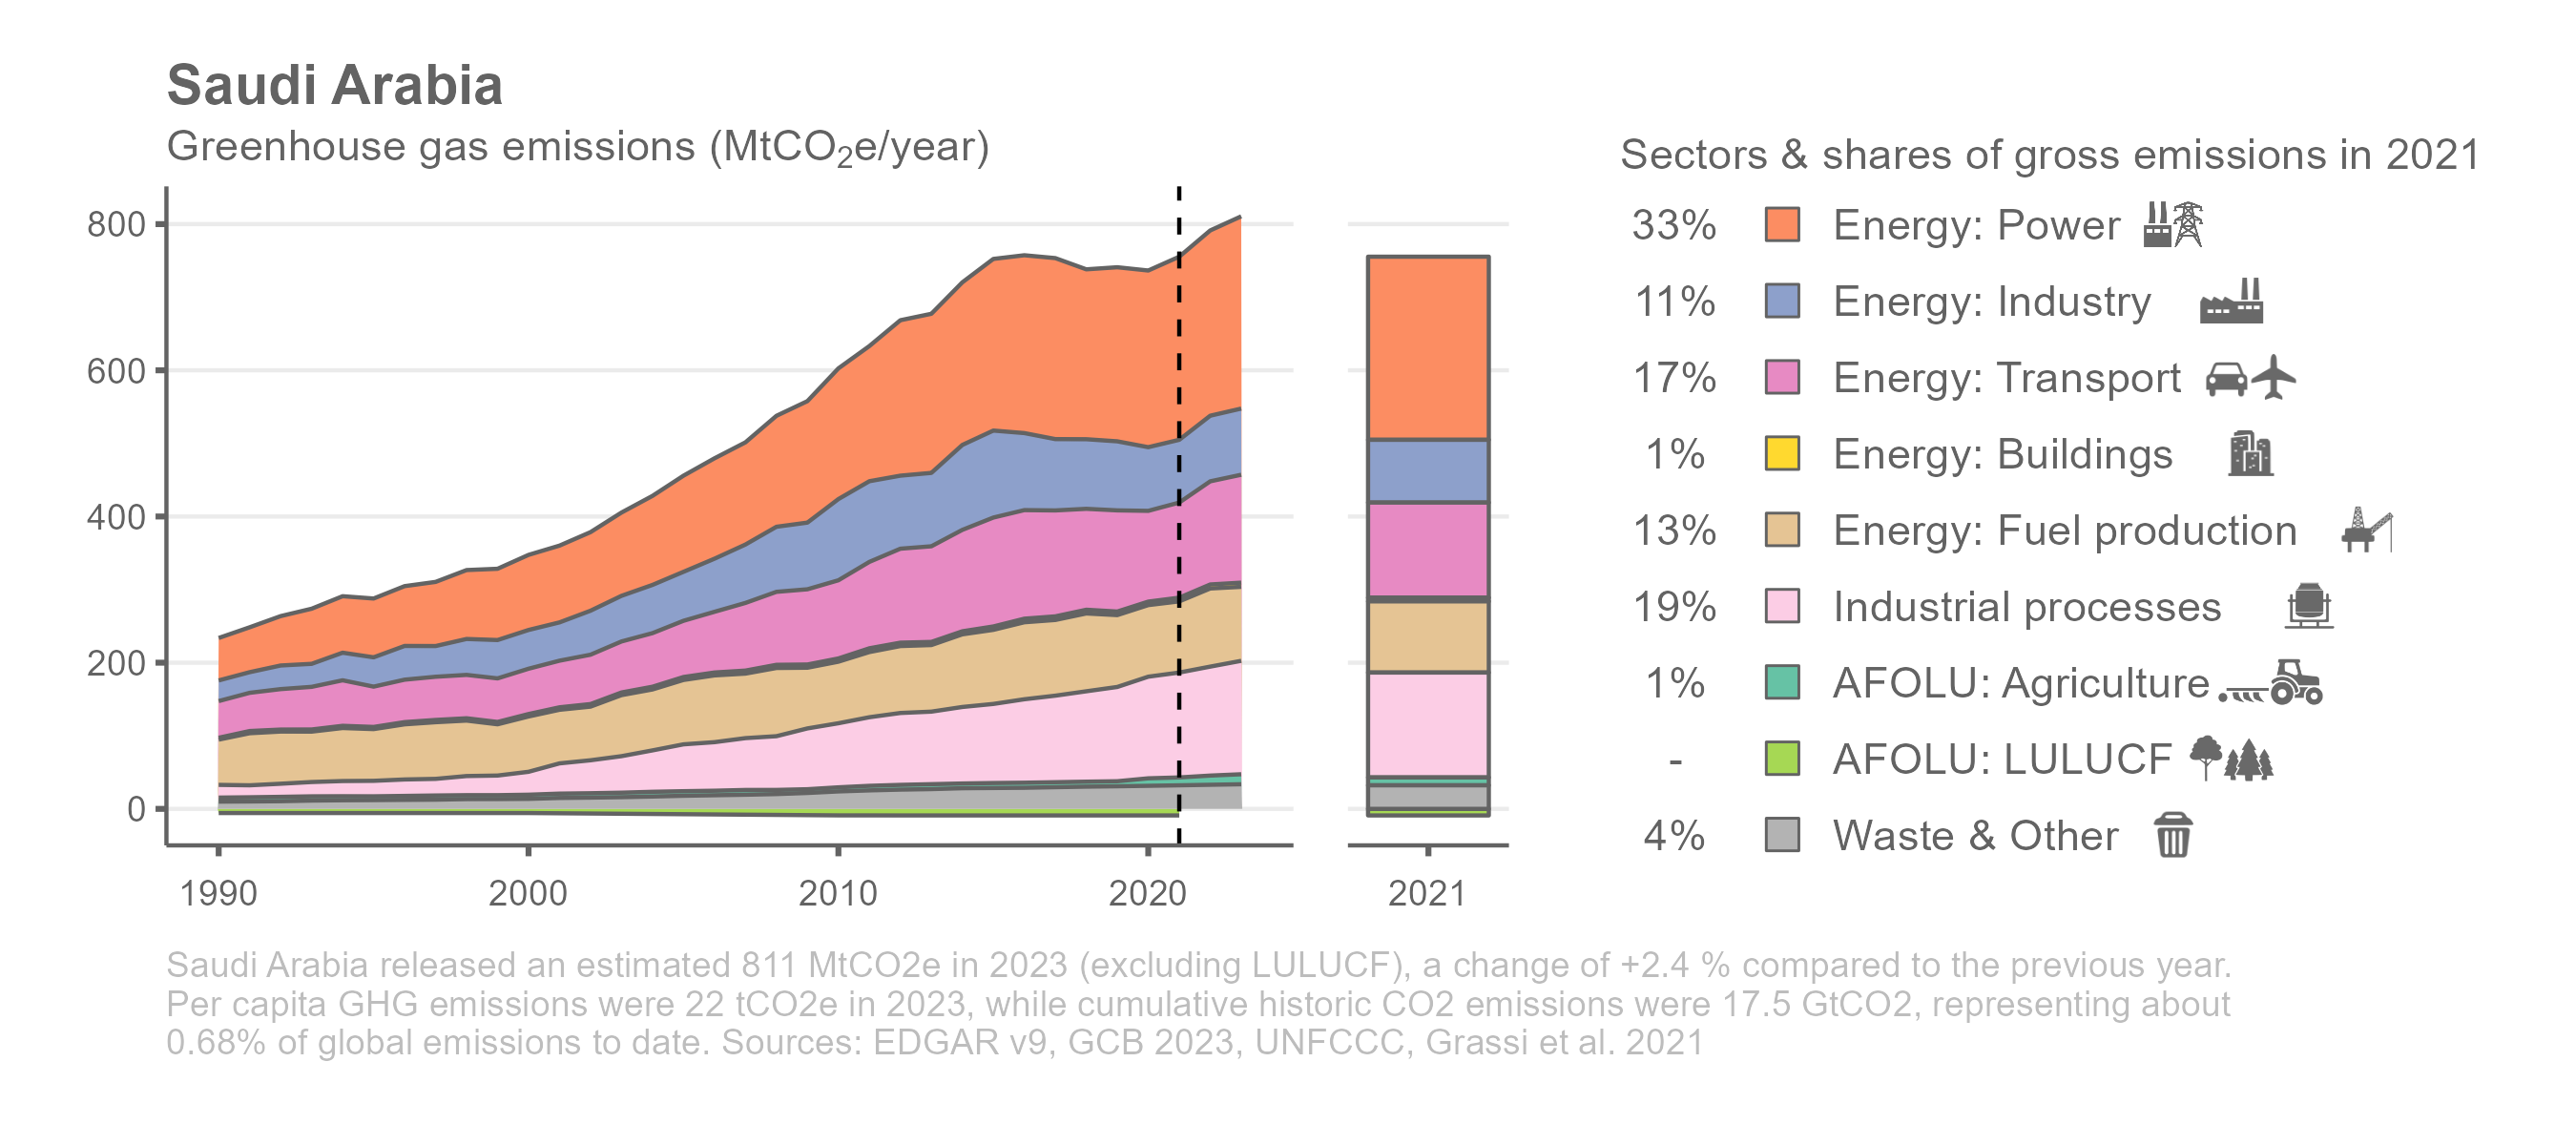 Saudi Arabia
Greenhouse gas emissions (MtCO₂e/year)
800
600
400
200
0
1990 2000 2010 2020
2021
Sectors & shares of gross emissions in 2021
33% Energy: Power
11% Energy: Industry
17% Energy: Transport
1% Energy: Buildings
13% Energy: Fuel production
19% Industrial processes
1% AFOLU: Agriculture
- AFOLU: LULUCF
4% Waste & Other
Saudi Arabia released an estimated 811 MtCO2e in 2023 (excluding LULUCF), a change of +2.4 % compared to the previous year.
Per capita GHG emissions were 22 tCO2e in 2023, while cumulative historic CO2 emissions were 17.5 GtCO2, representing about
0.68% of global emissions to date. Sources: EDGAR v9, GCB 2023, UNFCCC, Grassi et al. 2021